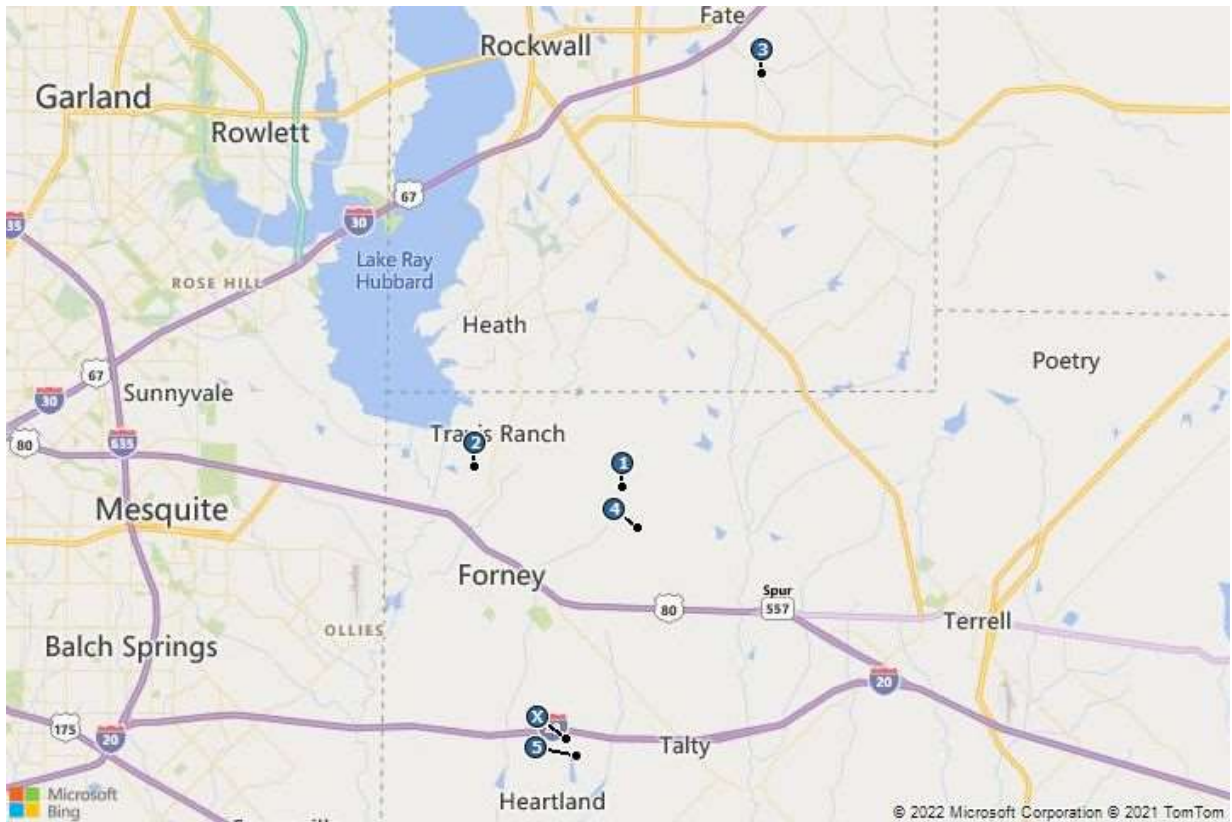 Fate
3
Rockwall
Garland
Rowlett
67
30
35
Lake Ray
Hubbard
ROSE HILL
Heath
Poetry
67
Sunnyvale
30
80
635
Travis Ranch
2
1
Mesquite
4
Forney
Spur
557
80
Terrell
OLLIES
Balch Springs
20
X
175
20
5
Talty
Heartland
Microsoft
Bing
© 2022 Microsoft Corporation © 2021 TomTom